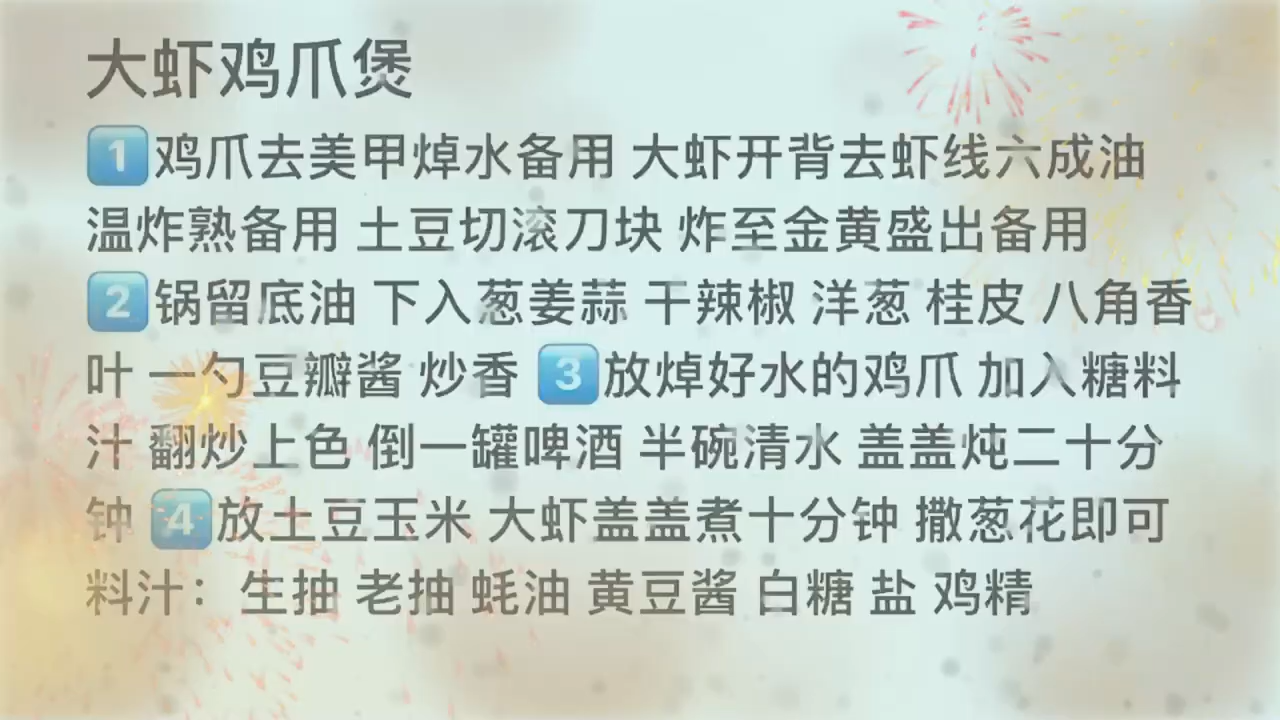 大虾鸡爪煲
1️⃣鸡爪去美甲焯水备用 大虾开背去虾线六成油
温炸熟备用 土豆切滚刀块 炸至金黄盛出备用
2️⃣锅留底油 下入葱姜蒜 干辣椒 洋葱 桂皮 八角香
叶 一勺豆瓣酱 炒香 3️⃣放焯好水的鸡爪 加入糖料
汁 翻炒上色 倒一罐啤酒 半碗清水 盖盖炖二十分
钟 4️⃣放土豆玉米 大虾盖盖煮十分钟 撒葱花即可
料汁：生抽 老抽 蚝油 黄豆酱 白糖 盐 鸡精